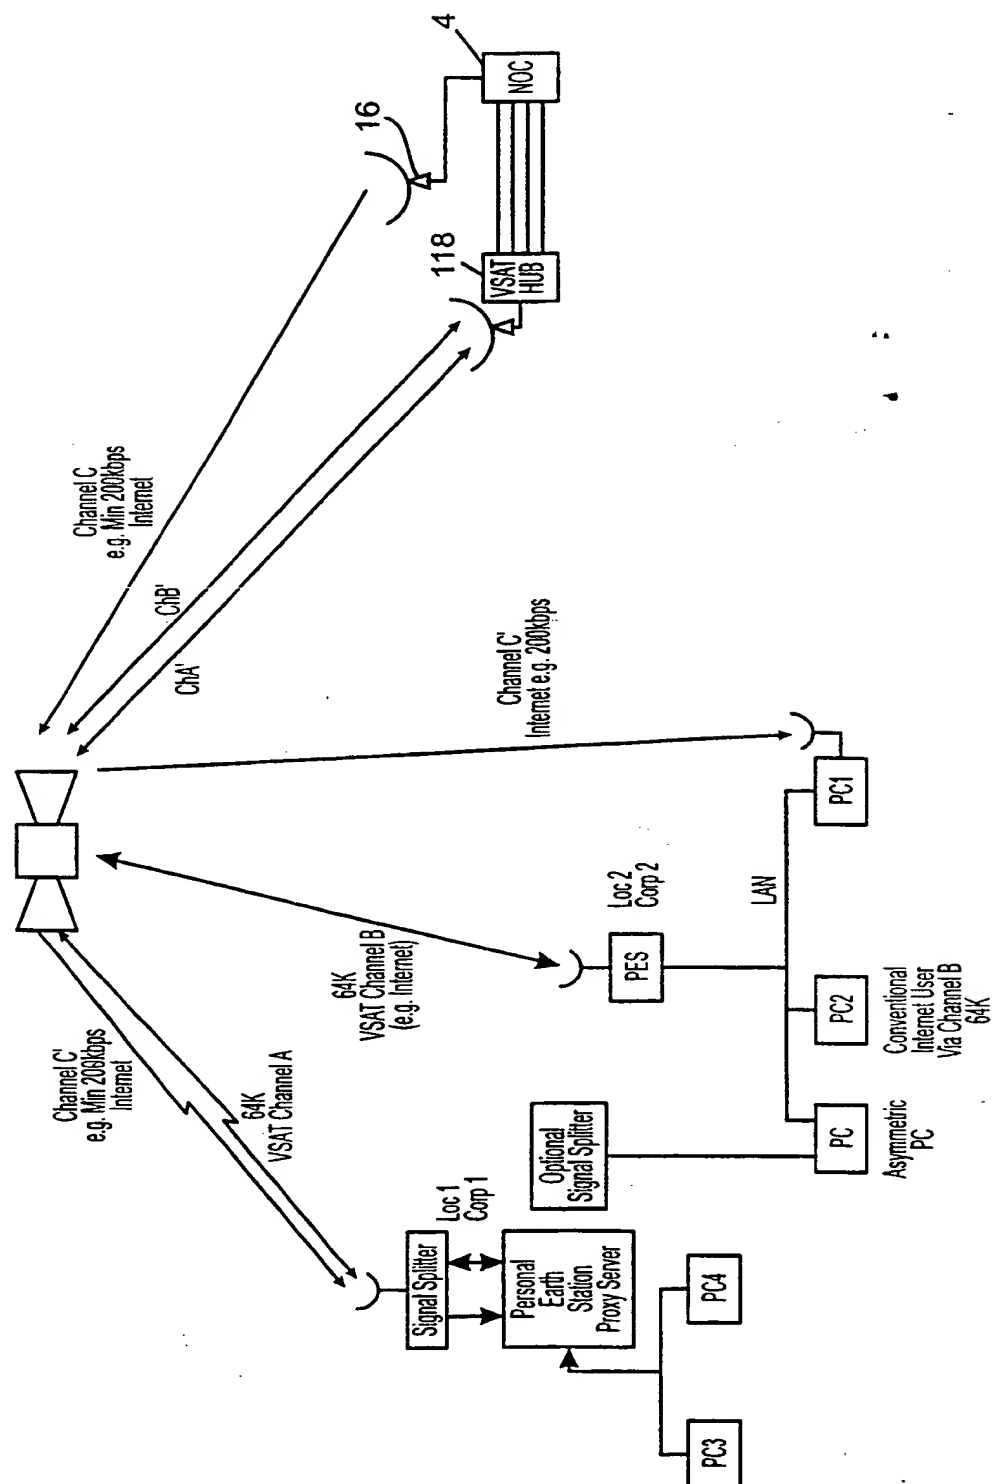 4
NOC
16
118
VSAT
HUB
Channel C
e.g. Min 200kbps
Internet
ChB'
ChA'
Channel C'
Internet e.g. 200kbps
PC1
LAN
Loc 2
Corp 2
PES
64K
VSAT Channel B
(e.g. Internet)
PC2
Conventional
Internet User
Via Channel B
64K
PC
Asymmetric
PC
Optional
Signal Splitter
Channel C'
e.g. Min 200kbps
Internet
64K
VSAT Channel A
Loc 1
Corp 1
Signal Splitter
Personal
Earth
Station
Proxy Server
PC4
PC3